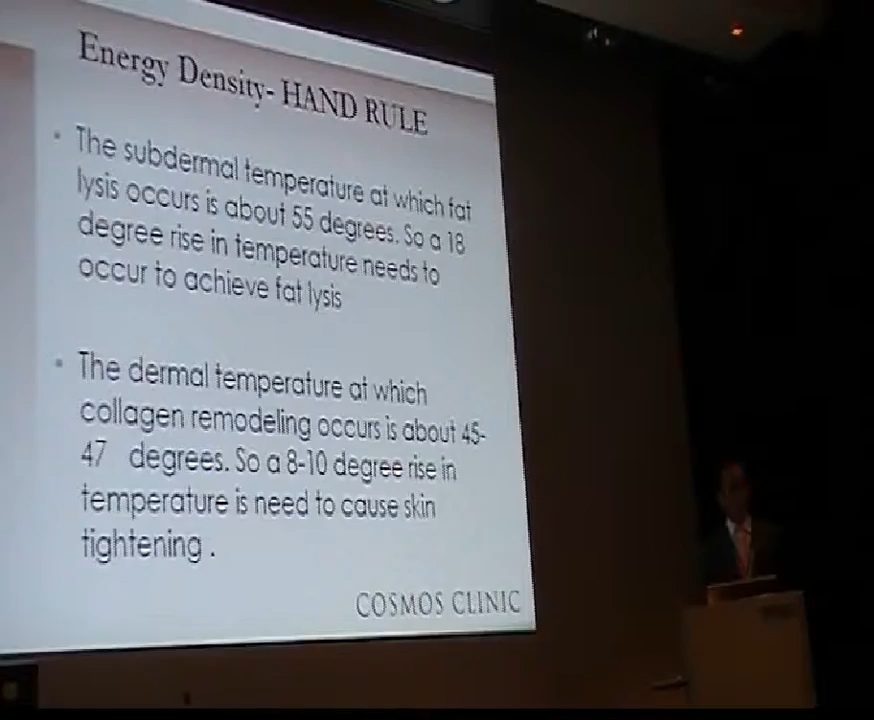 Energy Density- HAND RULE
• The subdermal temperature at which fat
lysis occurs is about 55 degrees. So a 18
degree rise in temperature needs to
occur to achieve fat lysis
• The dermal temperature at which
collagen remodeling occurs is about 45-
47 degrees. So a 8-10 degree rise in
temperature is need to cause skin
tightening .
COSMOS CLINIC